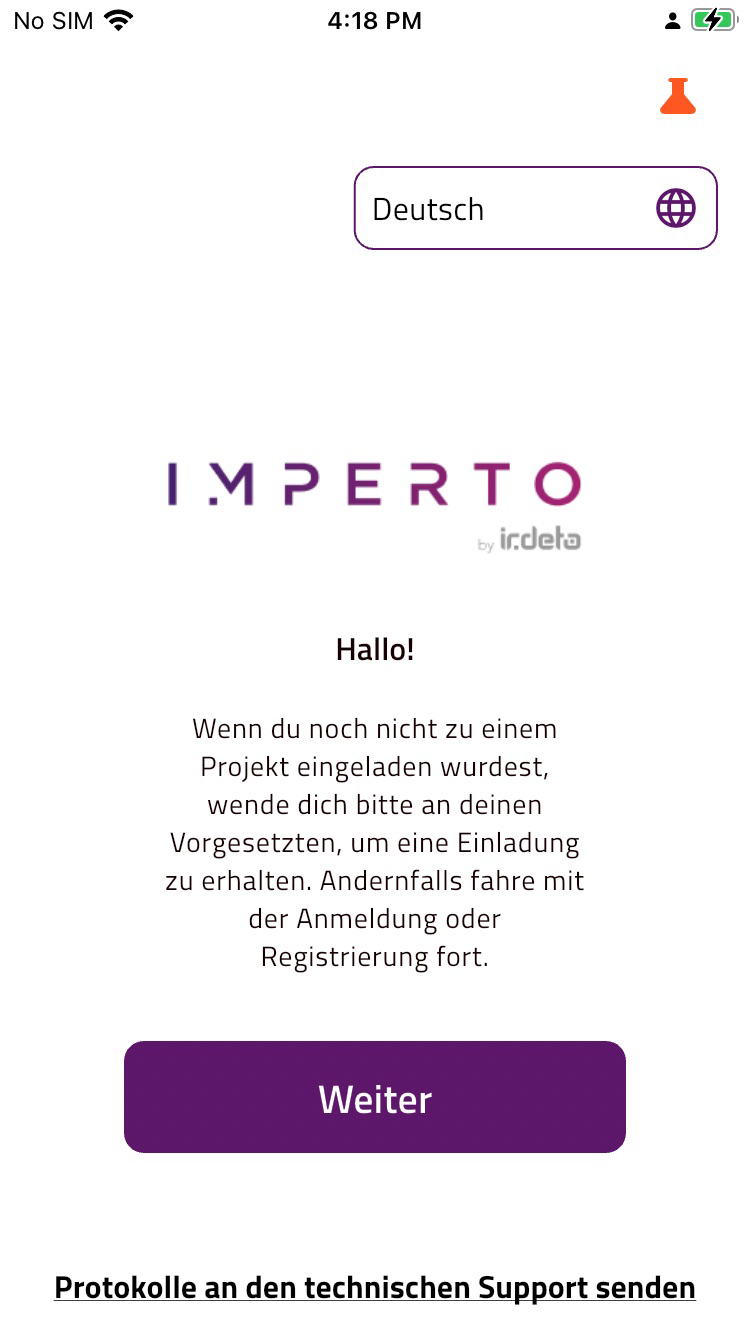 No SIM 4:18 PM
Deutsch
IMPERTO
by irdeto
Hallo!
Wenn du noch nicht zu einem
Projekt eingeladen wurdest,
wende dich bitte an deinen
Vorgesetzten, um eine Einladung
zu erhalten. Andernfalls fahre mit
der Anmeldung oder
Registrierung fort.
Weiter
Protokolle an den technischen Support senden